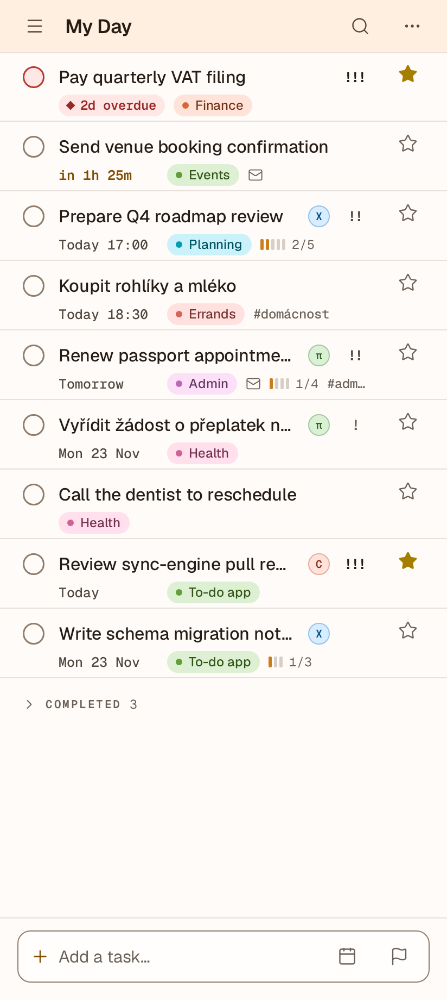 My Day
Pay quarterly VAT filing !!!
2d overdue Finance
Send venue booking confirmation
in 1h 25m Events
Prepare Q4 roadmap review X !!
Today 17:00 Planning 2/5
Koupit rohlíky a mléko
Today 18:30 Errands #domácnost
Renew passport appointme… π !!
Tomorrow Admin 1/4 #adm…
Vyřídit žádost o přeplatek n… π !
Mon 23 Nov Health
Call the dentist to reschedule
Health
Review sync-engine pull re… C !!!
Today To-do app
Write schema migration not… X
Mon 23 Nov To-do app 1/3
COMPLETED 3
Add a task…